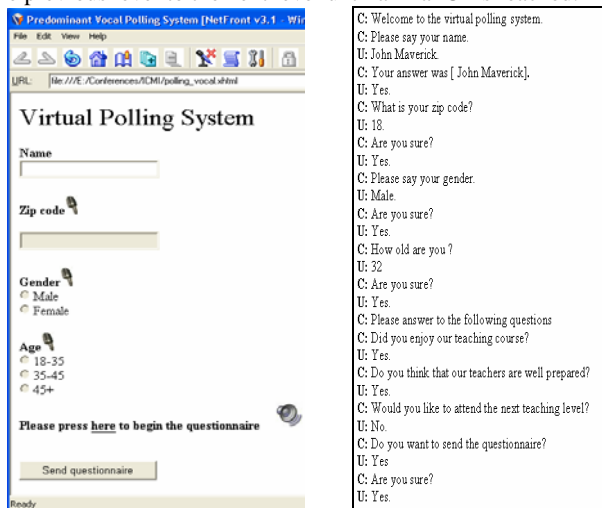 Predominant Vocal Polling System [NetFront v3.1 - Wir
File Edit View Help
URL: file:///E:/Conferences/ICMI/polling_vocal.xhtml
Virtual Polling System
Name
Zip code
Gender
Male
Female
Age
18-35
35-45
45+
Please press here to begin the questionnaire
Send questionnaire
Ready
C: Welcome to the virtual polling system.
C: Please say your name.
U: John Maverick.
C: Your answer was [ John Maverick].
U: Yes.
C: What is your zip code?
U: 18.
C: Are you sure?
U: Yes.
C: Please say your gender.
U: Male.
C: Are you sure?
U: Yes.
C: How old are you ?
U: 32
C: Are you sure?
U: Yes.
C: Please answer to the following questions
C: Did you enjoy our teaching course?
U: Yes.
C: Do you think that our teachers are well prepared?
U: Yes.
C: Would you like to attend the next teaching level?
U: No.
C: Do you want to send the questionnaire?
U: Yes
C: Are you sure?
U: Yes.